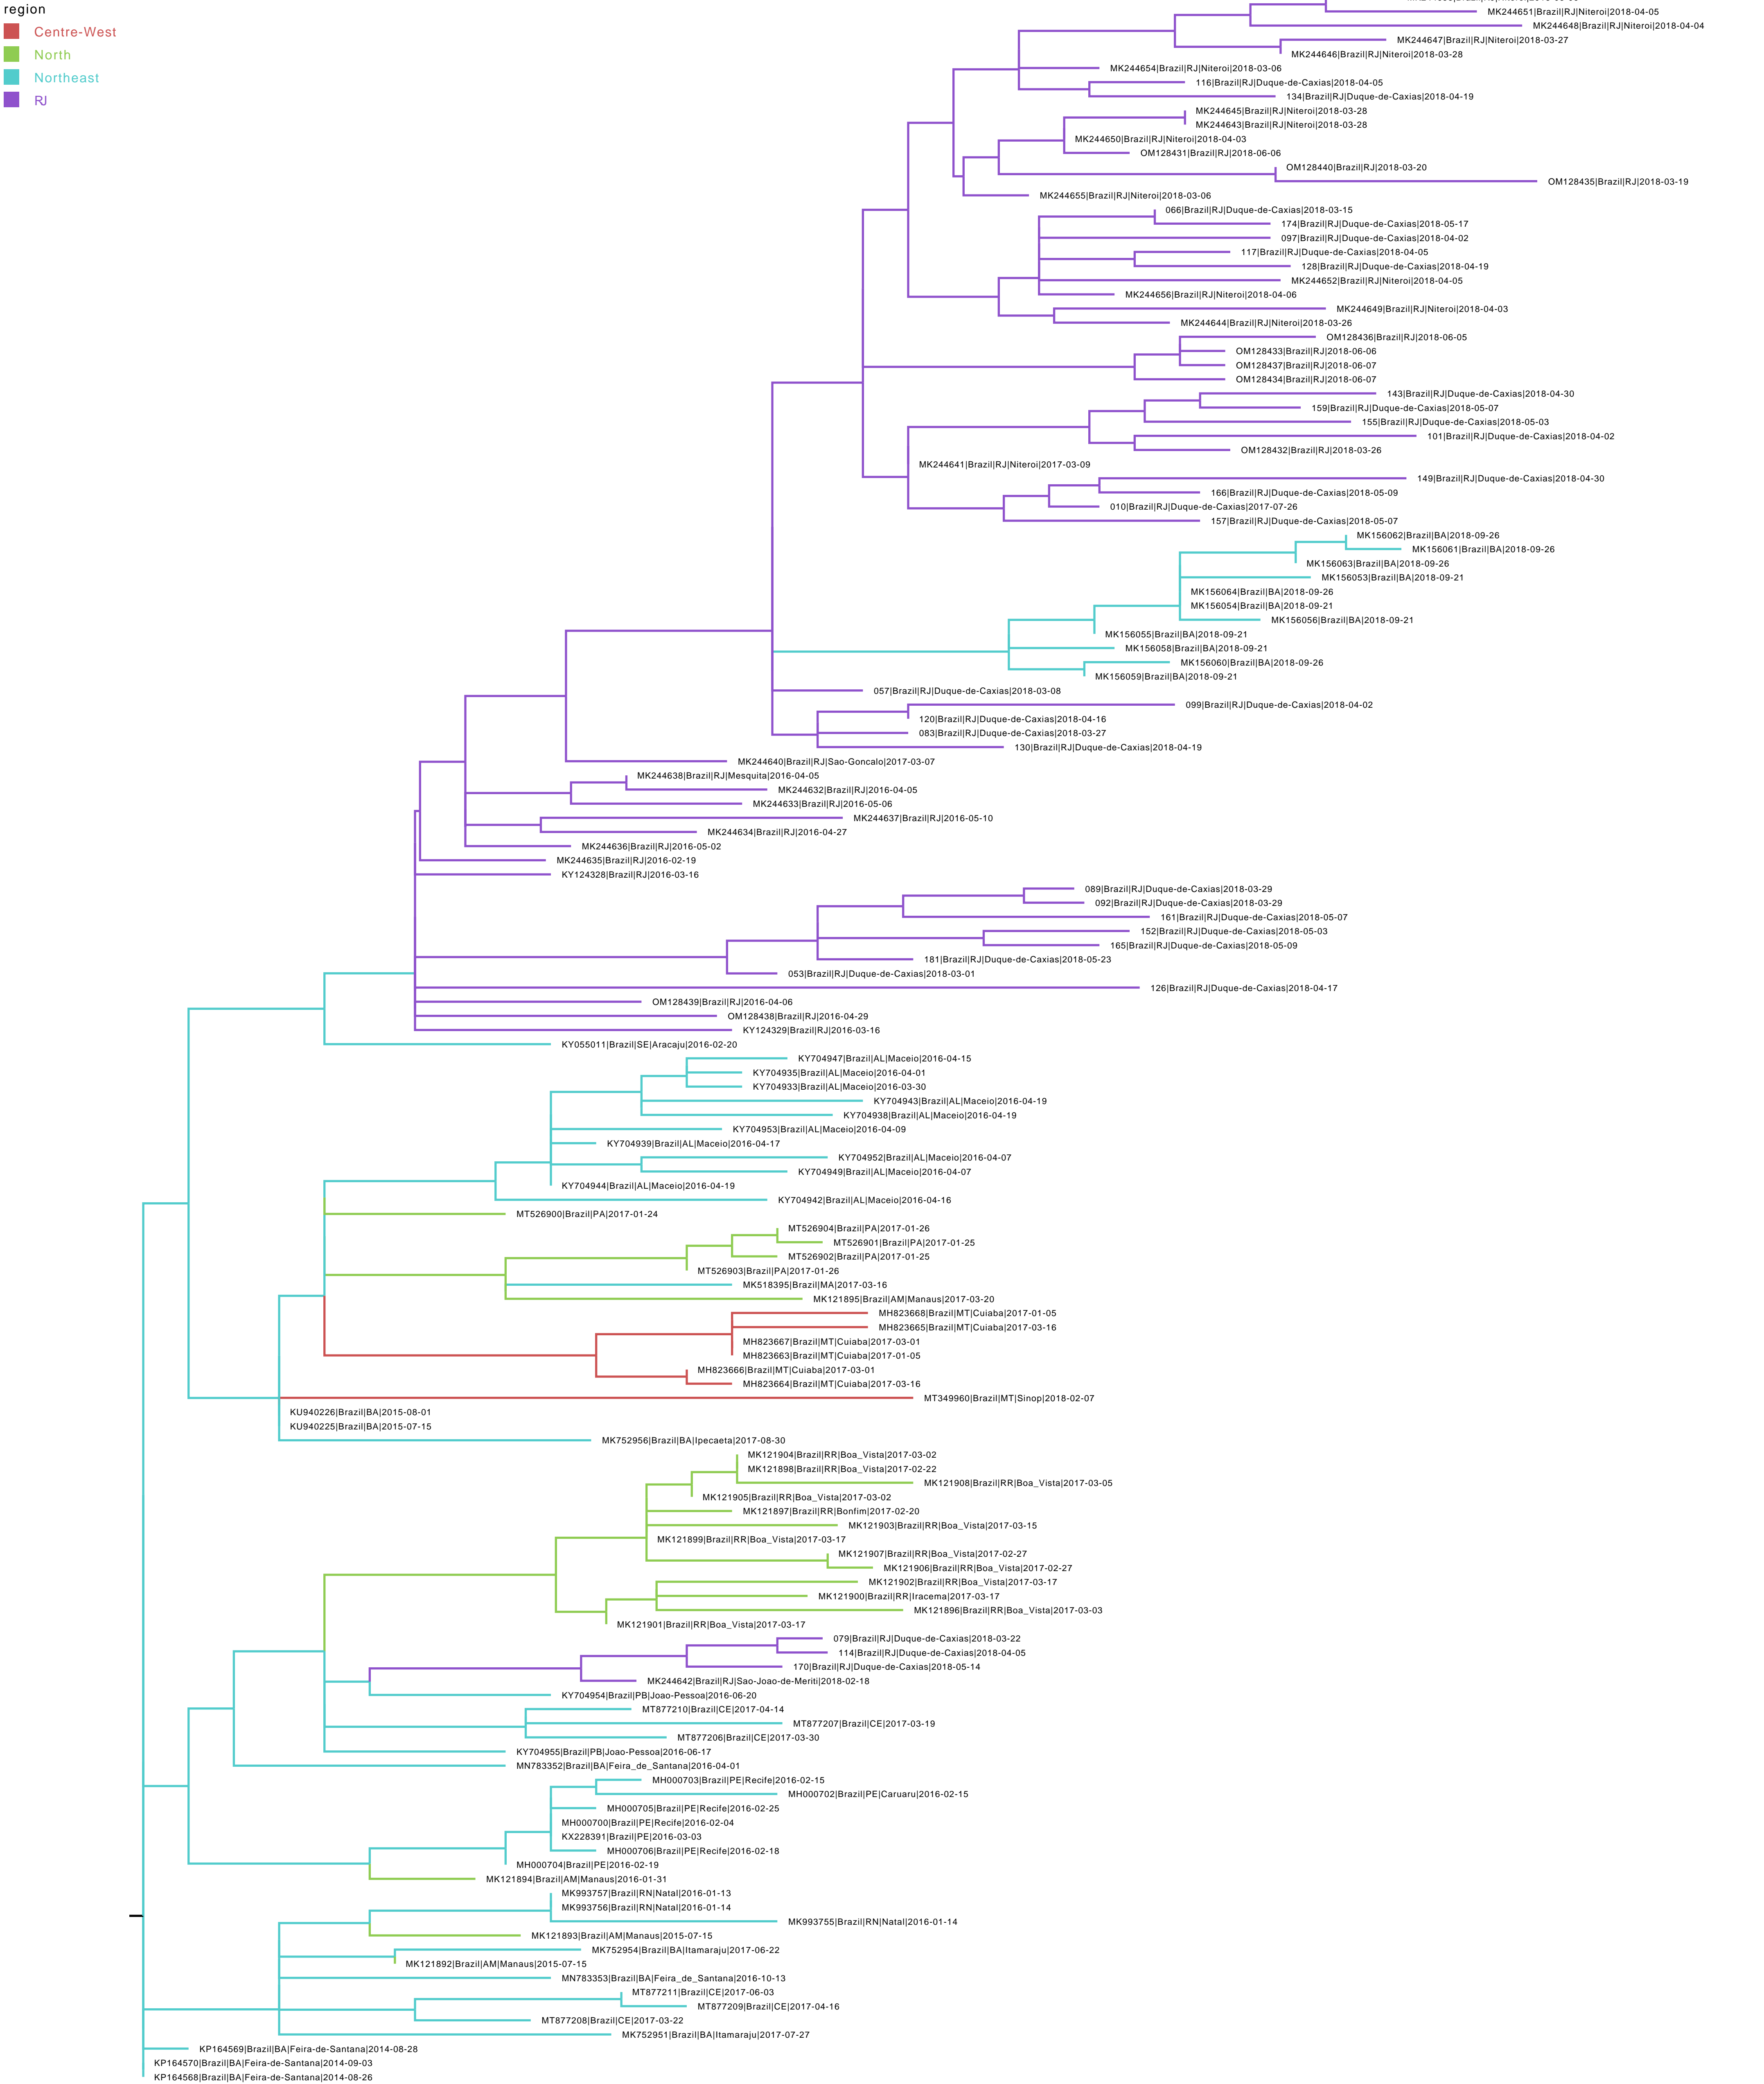 region
Centre-West
North
Northeast
RJ
MK244651|Brazil|RJ|Niteroi|2018-04-05
MK244648|Brazil|RJ|Niteroi|2018-04-04
MK244647|Brazil|RJ|Niteroi|2018-03-27
MK244646|Brazil|RJ|Niteroi|2018-03-28
MK244654|Brazil|RJ|Niteroi|2018-03-06
116|Brazil|RJ|Duque-de-Caxias|2018-04-05
134|Brazil|RJ|Duque-de-Caxias|2018-04-19
MK244645|Brazil|RJ|Niteroi|2018-03-28
MK244643|Brazil|RJ|Niteroi|2018-03-28
MK244650|Brazil|RJ|Niteroi|2018-04-03
OM128431|Brazil|RJ|2018-06-06
OM128440|Brazil|RJ|2018-03-20
OM128435|Brazil|RJ|2018-03-19
MK244655|Brazil|RJ|Niteroi|2018-03-06
066|Brazil|RJ|Duque-de-Caxias|2018-03-15
174|Brazil|RJ|Duque-de-Caxias|2018-05-17
097|Brazil|RJ|Duque-de-Caxias|2018-04-02
117|Brazil|RJ|Duque-de-Caxias|2018-04-05
128|Brazil|RJ|Duque-de-Caxias|2018-04-19
MK244652|Brazil|RJ|Niteroi|2018-04-05
MK244656|Brazil|RJ|Niteroi|2018-04-06
MK244649|Brazil|RJ|Niteroi|2018-04-03
MK244644|Brazil|RJ|Niteroi|2018-03-26
OM128436|Brazil|RJ|2018-06-05
OM128433|Brazil|RJ|2018-06-06
OM128437|Brazil|RJ|2018-06-07
OM128434|Brazil|RJ|2018-06-07
143|Brazil|RJ|Duque-de-Caxias|2018-04-30
159|Brazil|RJ|Duque-de-Caxias|2018-05-07
155|Brazil|RJ|Duque-de-Caxias|2018-05-03
101|Brazil|RJ|Duque-de-Caxias|2018-04-02
OM128432|Brazil|RJ|2018-03-26
MK244641|Brazil|RJ|Niteroi|2017-03-09
149|Brazil|RJ|Duque-de-Caxias|2018-04-30
166|Brazil|RJ|Duque-de-Caxias|2018-05-09
010|Brazil|RJ|Duque-de-Caxias|2017-07-26
157|Brazil|RJ|Duque-de-Caxias|2018-05-07
MK156062|Brazil|BA|2018-09-26
MK156061|Brazil|BA|2018-09-26
MK156063|Brazil|BA|2018-09-26
MK156053|Brazil|BA|2018-09-21
MK156064|Brazil|BA|2018-09-26
MK156054|Brazil|BA|2018-09-21
MK156056|Brazil|BA|2018-09-21
MK156055|Brazil|BA|2018-09-21
MK156058|Brazil|BA|2018-09-21
MK156060|Brazil|BA|2018-09-26
MK156059|Brazil|BA|2018-09-21
057|Brazil|RJ|Duque-de-Caxias|2018-03-08
099|Brazil|RJ|Duque-de-Caxias|2018-04-02
120|Brazil|RJ|Duque-de-Caxias|2018-04-16
083|Brazil|RJ|Duque-de-Caxias|2018-03-27
130|Brazil|RJ|Duque-de-Caxias|2018-04-19
MK244640|Brazil|RJ|Sao-Goncalo|2017-03-07
MK244638|Brazil|RJ|Mesquita|2016-04-05
MK244632|Brazil|RJ|2016-04-05
MK244633|Brazil|RJ|2016-05-06
MK244637|Brazil|RJ|2016-05-10
MK244634|Brazil|RJ|2016-04-27
MK244636|Brazil|RJ|2016-05-02
MK244635|Brazil|RJ|2016-02-19
KY124328|Brazil|RJ|2016-03-16
089|Brazil|RJ|Duque-de-Caxias|2018-03-29
092|Brazil|RJ|Duque-de-Caxias|2018-03-29
161|Brazil|RJ|Duque-de-Caxias|2018-05-07
152|Brazil|RJ|Duque-de-Caxias|2018-05-03
165|Brazil|RJ|Duque-de-Caxias|2018-05-09
181|Brazil|RJ|Duque-de-Caxias|2018-05-23
053|Brazil|RJ|Duque-de-Caxias|2018-03-01
126|Brazil|RJ|Duque-de-Caxias|2018-04-17
OM128439|Brazil|RJ|2016-04-06
OM128438|Brazil|RJ|2016-04-29
KY124329|Brazil|RJ|2016-03-16
KY055011|Brazil|SE|Aracaju|2016-02-20
KY704947|Brazil|AL|Maceio|2016-04-15
KY704935|Brazil|AL|Maceio|2016-04-01
KY704933|Brazil|AL|Maceio|2016-03-30
KY704943|Brazil|AL|Maceio|2016-04-19
KY704938|Brazil|AL|Maceio|2016-04-19
KY704953|Brazil|AL|Maceio|2016-04-09
KY704939|Brazil|AL|Maceio|2016-04-17
KY704952|Brazil|AL|Maceio|2016-04-07
KY704949|Brazil|AL|Maceio|2016-04-07
KY704944|Brazil|AL|Maceio|2016-04-19
KY704942|Brazil|AL|Maceio|2016-04-16
MT526900|Brazil|PA|2017-01-24
MT526904|Brazil|PA|2017-01-26
MT526901|Brazil|PA|2017-01-25
MT526902|Brazil|PA|2017-01-25
MT526903|Brazil|PA|2017-01-26
MK518395|Brazil|MA|2017-03-16
MK121895|Brazil|AM|Manaus|2017-03-20
MH823668|Brazil|MT|Cuiaba|2017-01-05
MH823665|Brazil|MT|Cuiaba|2017-03-16
MH823667|Brazil|MT|Cuiaba|2017-03-01
MH823663|Brazil|MT|Cuiaba|2017-01-05
MH823666|Brazil|MT|Cuiaba|2017-03-01
MH823664|Brazil|MT|Cuiaba|2017-03-16
MT349960|Brazil|MT|Sinop|2018-02-07
KU940226|Brazil|BA|2015-08-01
KU940225|Brazil|BA|2015-07-15
MK752956|Brazil|BA|Ipecaeta|2017-08-30
MK121904|Brazil|RR|Boa_Vista|2017-03-02
MK121898|Brazil|RR|Boa_Vista|2017-02-22
MK121908|Brazil|RR|Boa_Vista|2017-03-05
MK121905|Brazil|RR|Boa_Vista|2017-03-02
MK121897|Brazil|RR|Bonfim|2017-02-20
MK121903|Brazil|RR|Boa_Vista|2017-03-15
MK121899|Brazil|RR|Boa_Vista|2017-03-17
MK121907|Brazil|RR|Boa_Vista|2017-02-27
MK121906|Brazil|RR|Boa_Vista|2017-02-27
MK121902|Brazil|RR|Boa_Vista|2017-03-17
MK121900|Brazil|RR|Iracema|2017-03-17
MK121896|Brazil|RR|Boa_Vista|2017-03-03
MK121901|Brazil|RR|Boa_Vista|2017-03-17
079|Brazil|RJ|Duque-de-Caxias|2018-03-22
114|Brazil|RJ|Duque-de-Caxias|2018-04-05
170|Brazil|RJ|Duque-de-Caxias|2018-05-14
MK244642|Brazil|RJ|Sao-Joao-de-Meriti|2018-02-18
KY704954|Brazil|PB|Joao-Pessoa|2016-06-20
MT877210|Brazil|CE|2017-04-14
MT877207|Brazil|CE|2017-03-19
MT877206|Brazil|CE|2017-03-30
KY704955|Brazil|PB|Joao-Pessoa|2016-06-17
MN783352|Brazil|BA|Feira_de_Santana|2016-04-01
MH000703|Brazil|PE|Recife|2016-02-15
MH000702|Brazil|PE|Caruaru|2016-02-15
MH000705|Brazil|PE|Recife|2016-02-25
MH000700|Brazil|PE|Recife|2016-02-04
KX228391|Brazil|PE|2016-03-03
MH000706|Brazil|PE|Recife|2016-02-18
MH000704|Brazil|PE|2016-02-19
MK121894|Brazil|AM|Manaus|2016-01-31
MK993757|Brazil|RN|Natal|2016-01-13
MK993756|Brazil|RN|Natal|2016-01-14
MK993755|Brazil|RN|Natal|2016-01-14
MK121893|Brazil|AM|Manaus|2015-07-15
MK752954|Brazil|BA|Itamaraju|2017-06-22
MK121892|Brazil|AM|Manaus|2015-07-15
MN783353|Brazil|BA|Feira_de_Santana|2016-10-13
MT877211|Brazil|CE|2017-06-03
MT877209|Brazil|CE|2017-04-16
MT877208|Brazil|CE|2017-03-22
MK752951|Brazil|BA|Itamaraju|2017-07-27
KP164569|Brazil|BA|Feira-de-Santana|2014-08-28
KP164570|Brazil|BA|Feira-de-Santana|2014-09-03
KP164568|Brazil|BA|Feira-de-Santana|2014-08-26